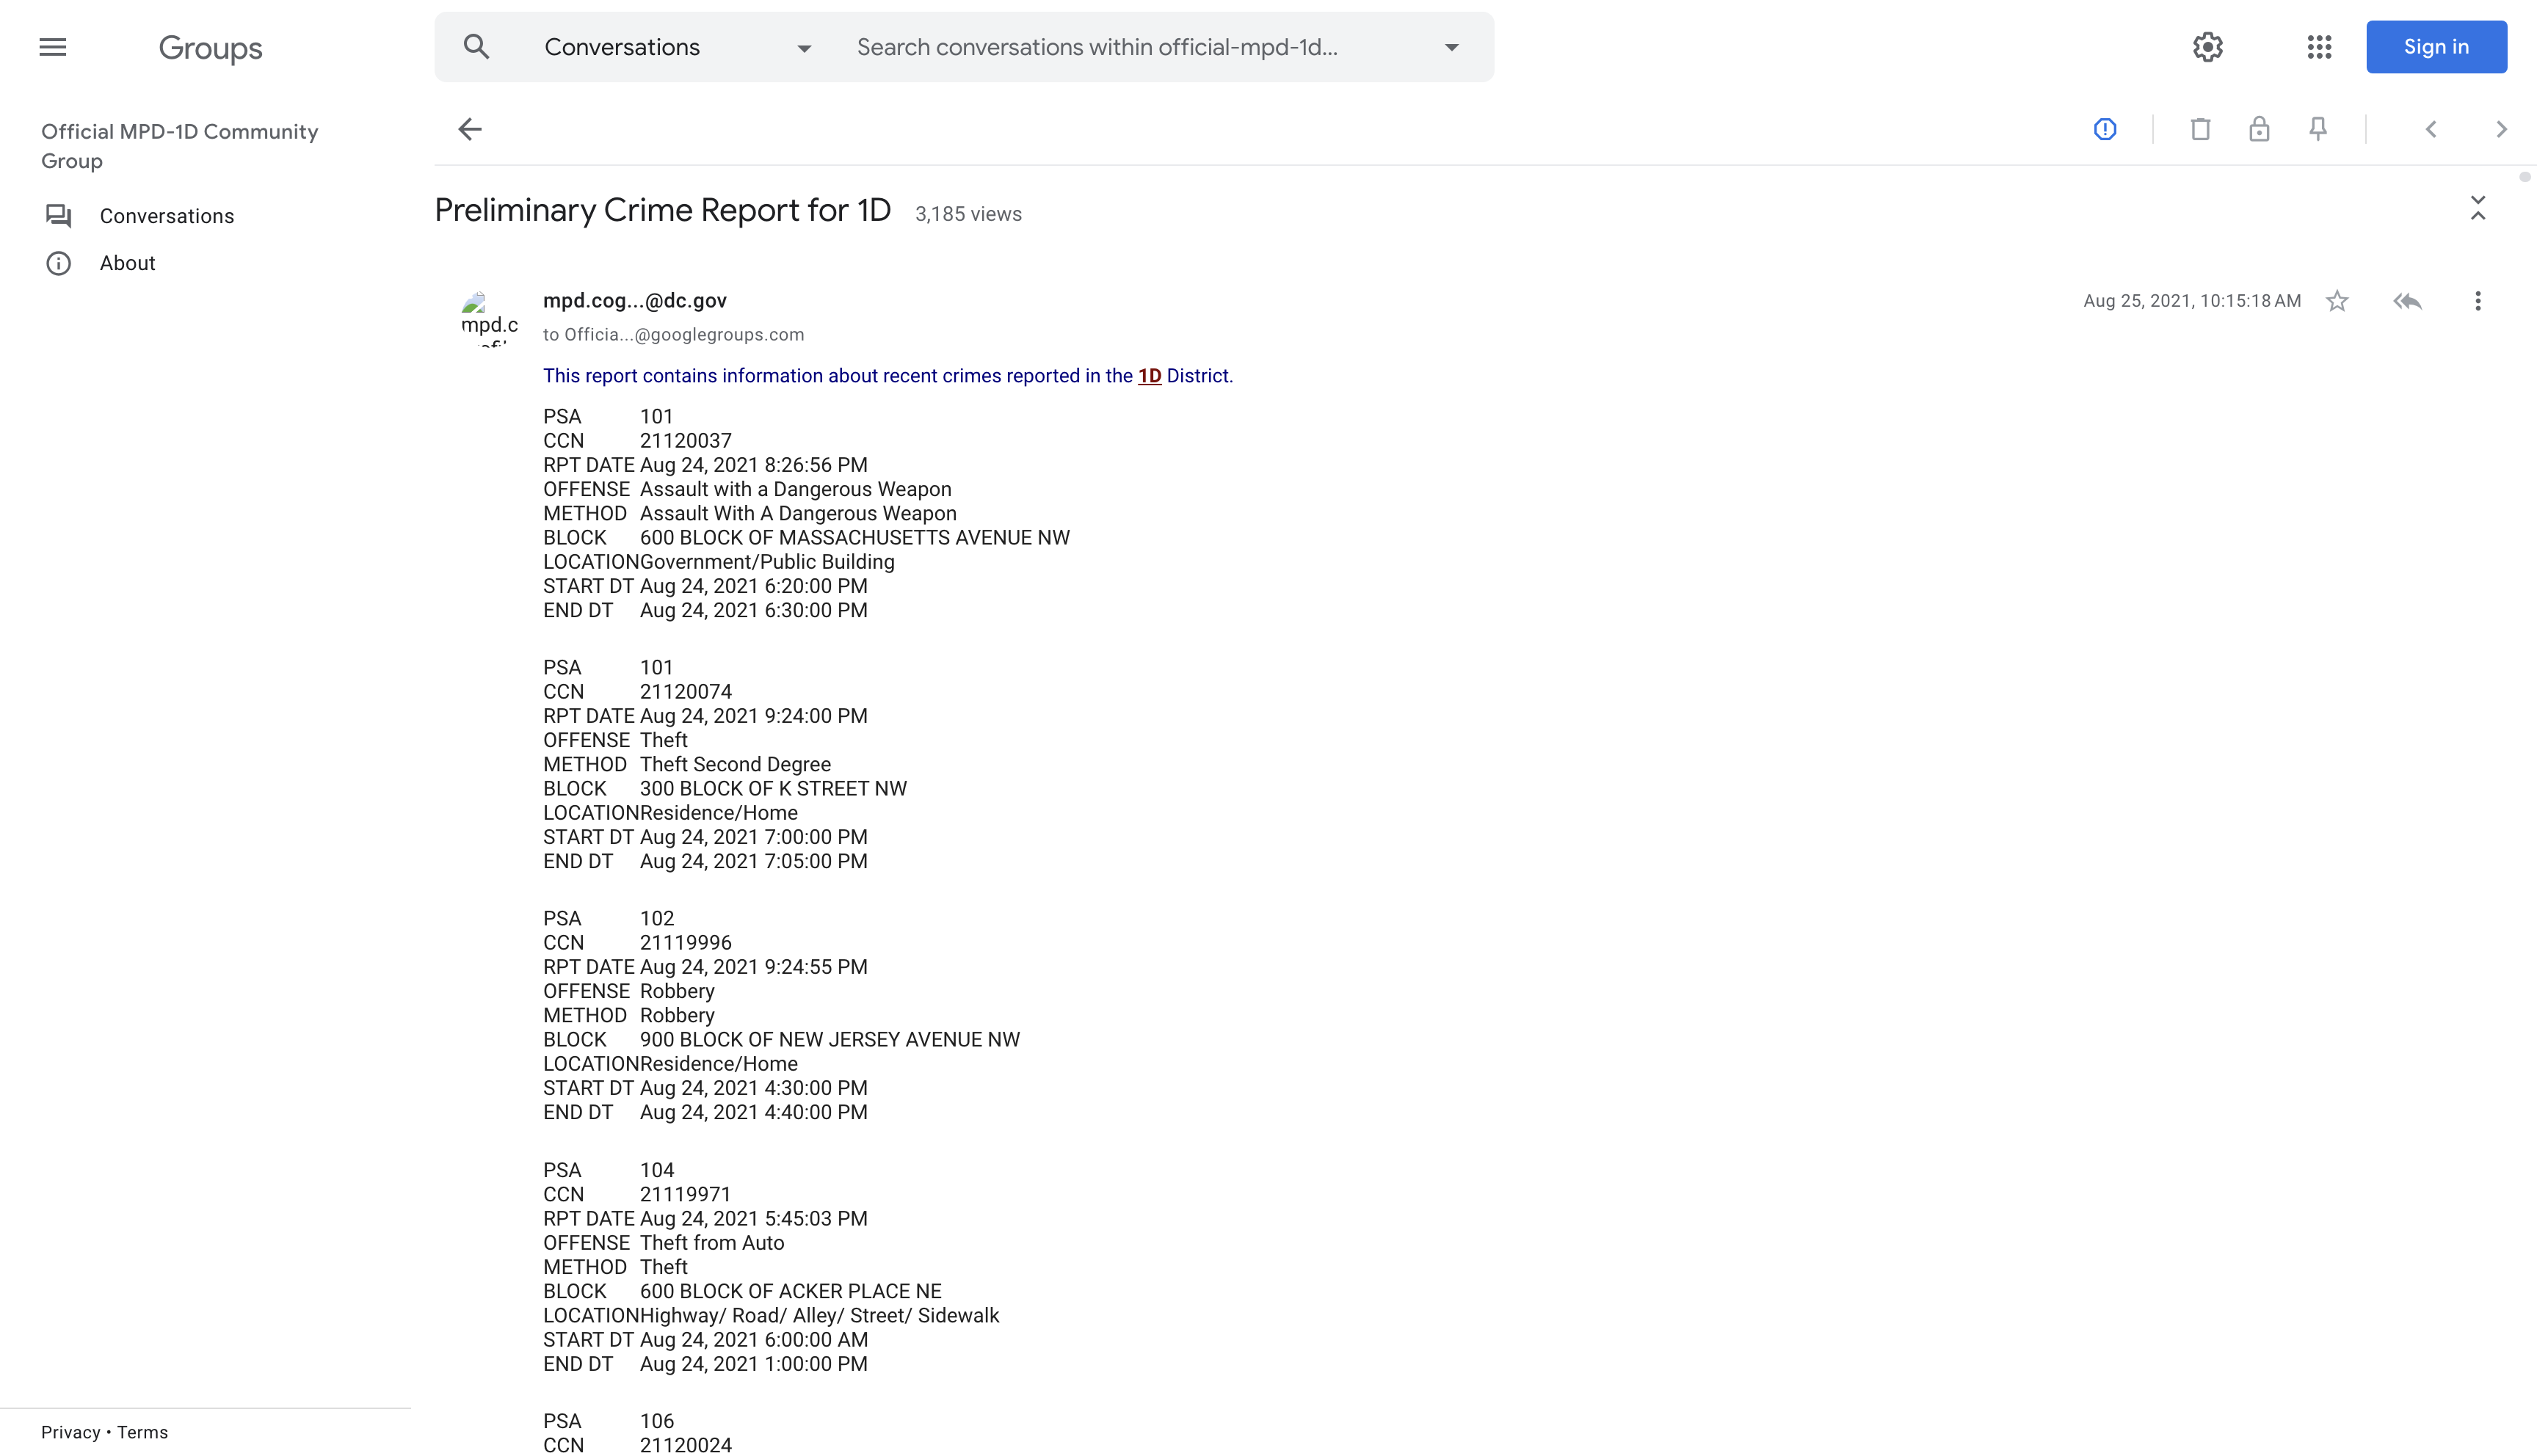 Groups
Conversations
Search conversations within official-mpd-1d...
Sign in
Official MPD-1D Community
Group
Conversations
About
Preliminary Crime Report for 1D 3,185 views
mpd.cog...@dc.gov
Aug 25, 2021, 10:15:18 AM
mpd.c
to Officia...@googlegroups.com
This report contains information about recent crimes reported in the 1D District.
PSA 101
CCN 21120037
RPT DATE Aug 24, 2021 8:26:56 PM
OFFENSE Assault with a Dangerous Weapon
METHOD Assault With A Dangerous Weapon
BLOCK 600 BLOCK OF MASSACHUSETTS AVENUE NW
LOCATION Government/Public Building
START DT Aug 24, 2021 6:20:00 PM
END DT Aug 24, 2021 6:30:00 PM
PSA 101
CCN 21120074
RPT DATE Aug 24, 2021 9:24:00 PM
OFFENSE Theft
METHOD Theft Second Degree
BLOCK 300 BLOCK OF K STREET NW
LOCATION Residence/Home
START DT Aug 24, 2021 7:00:00 PM
END DT Aug 24, 2021 7:05:00 PM
PSA 102
CCN 21119996
RPT DATE Aug 24, 2021 9:24:55 PM
OFFENSE Robbery
METHOD Robbery
BLOCK 900 BLOCK OF NEW JERSEY AVENUE NW
LOCATION Residence/Home
START DT Aug 24, 2021 4:30:00 PM
END DT Aug 24, 2021 4:40:00 PM
PSA 104
CCN 21119971
RPT DATE Aug 24, 2021 5:45:03 PM
OFFENSE Theft from Auto
METHOD Theft
BLOCK 600 BLOCK OF ACKER PLACE NE
LOCATION Highway/ Road/ Alley/ Street/ Sidewalk
START DT Aug 24, 2021 6:00:00 AM
END DT Aug 24, 2021 1:00:00 PM
PSA 106
CCN 21120024
Privacy • Terms